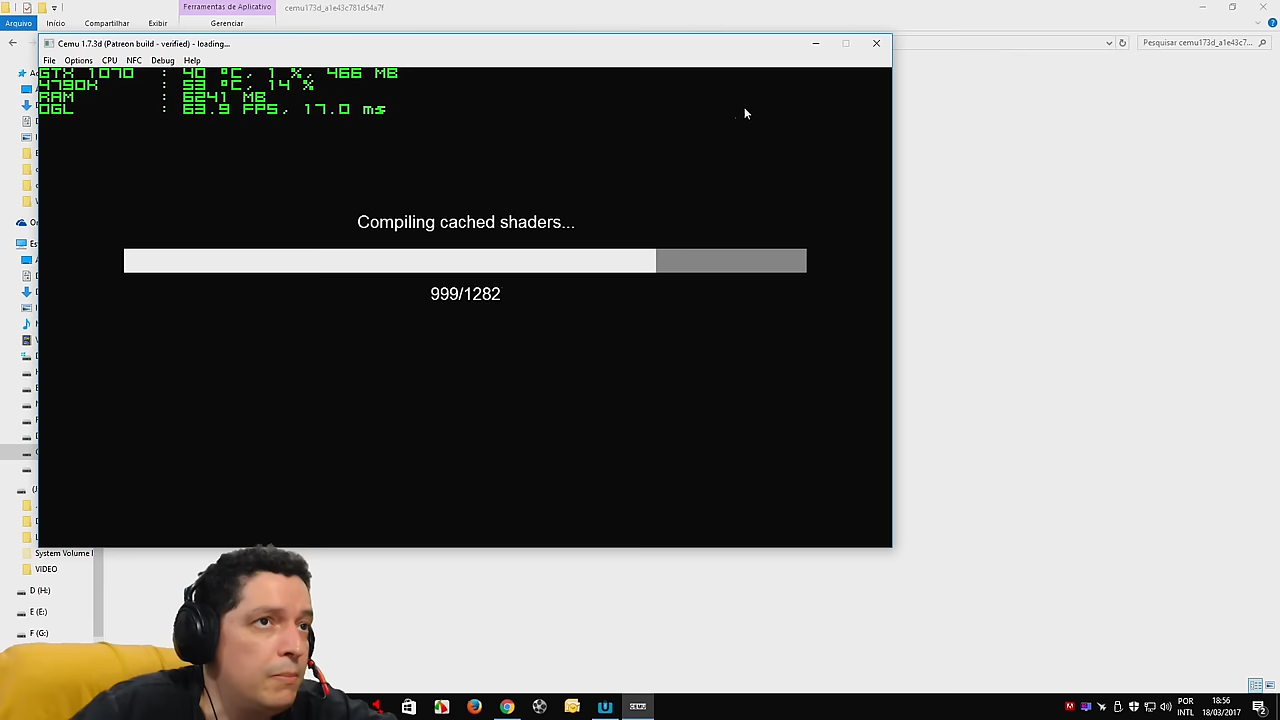 Ferramentas de Aplicativo
cemu173d_a1e43c781d54a7f
Arquivo
Início
Compartilhar
Exibir
Gerenciar
Cemu 1.7.3d (Patreon build - verified) - loading...
Pesquisar cemu173d_a1e43c7...
File
Options
CPU
NFC
Debug
Help
GTX 1070 : 40 ºC, 1 %, 466 MB
4790K : 53 ºC, 14 %
RAM : 6241 MB
OGL : 63.9 FPS, 17.0 ms
Compiling cached shaders...
999/1282
System Volume I
VIDEO
D (H:)
E (E:)
F (G:)
POR
INTL
18:56
18/03/2017